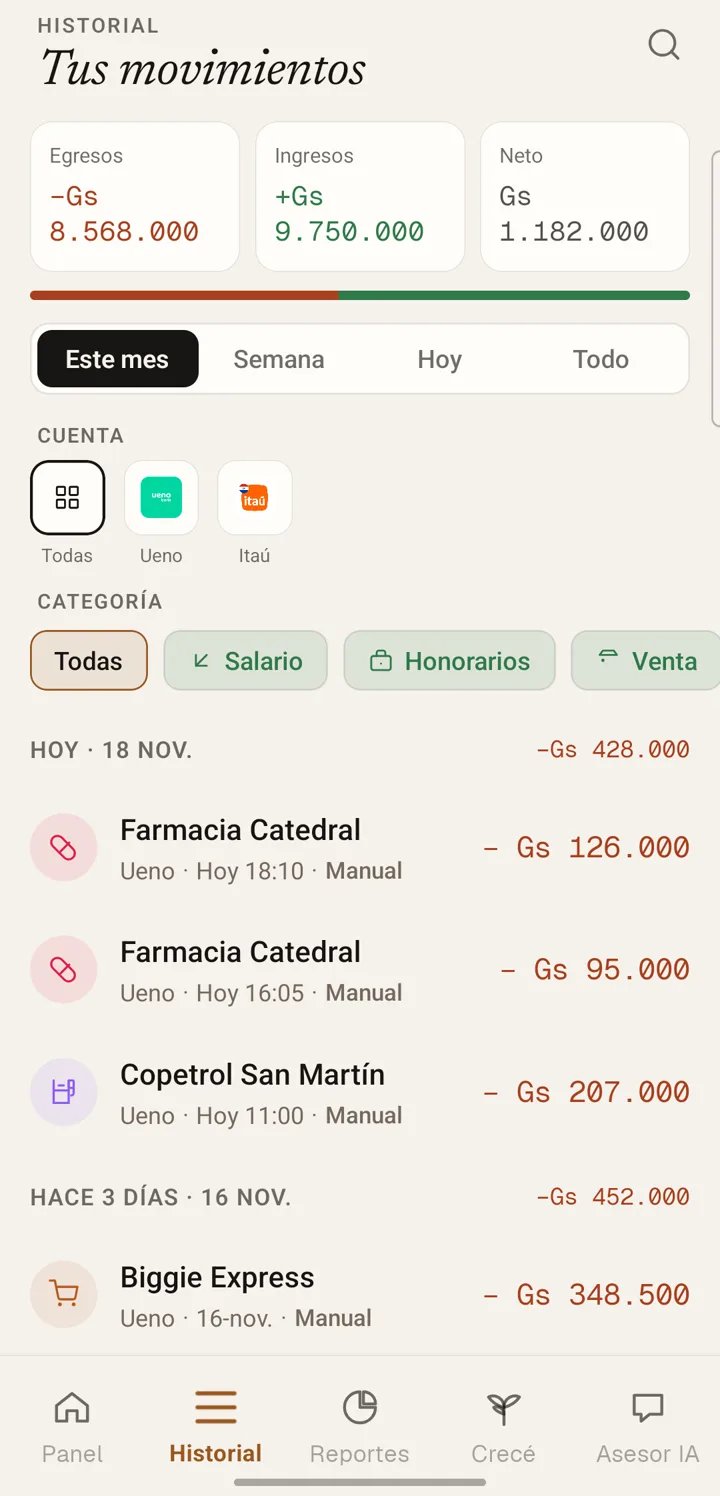 HISTORIAL
Tus movimientos
Egresos
−Gs
8.568.000
Ingresos
+Gs
9.750.000
Neto
Gs
1.182.000
Este mes
Semana
Hoy
Todo
CUENTA
ueno
itaú
Todas
Ueno
Itaú
CATEGORÍA
Todas
Salario
Honorarios
Venta
HOY · 18 NOV.
−Gs 428.000
Farmacia Catedral
− Gs 126.000
Ueno · Hoy 18:10 · Manual
Farmacia Catedral
− Gs 95.000
Ueno · Hoy 16:05 · Manual
Copetrol San Martín
− Gs 207.000
Ueno · Hoy 11:00 · Manual
HACE 3 DÍAS · 16 NOV.
−Gs 452.000
Biggie Express
− Gs 348.500
Ueno · 16-nov. · Manual
Panel
Historial
Reportes
Crecé
Asesor IA